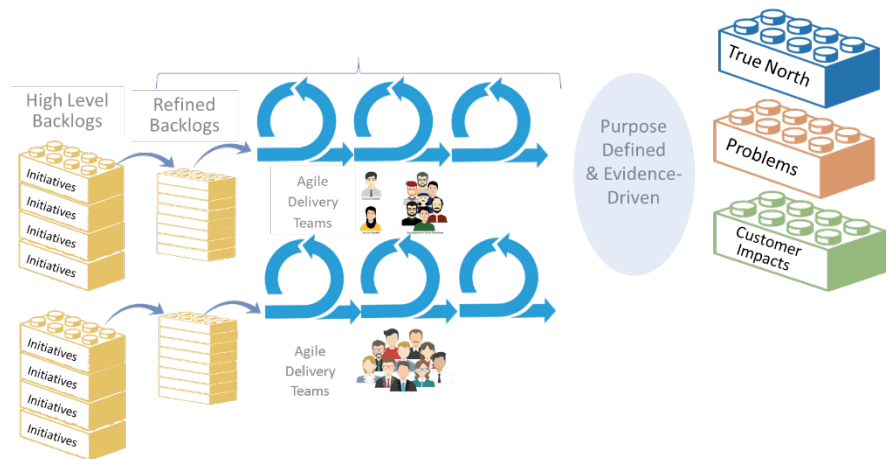 High Level
Backlogs
Refined
Backlogs
Initiatives
Initiatives
Initiatives
Initiatives
Agile
Delivery
Teams
Initiatives
Initiatives
Initiatives
Initiatives
Agile
Delivery
Teams
Purpose
Defined
& Evidence-
Driven
True North
Problems
Customer
Impacts